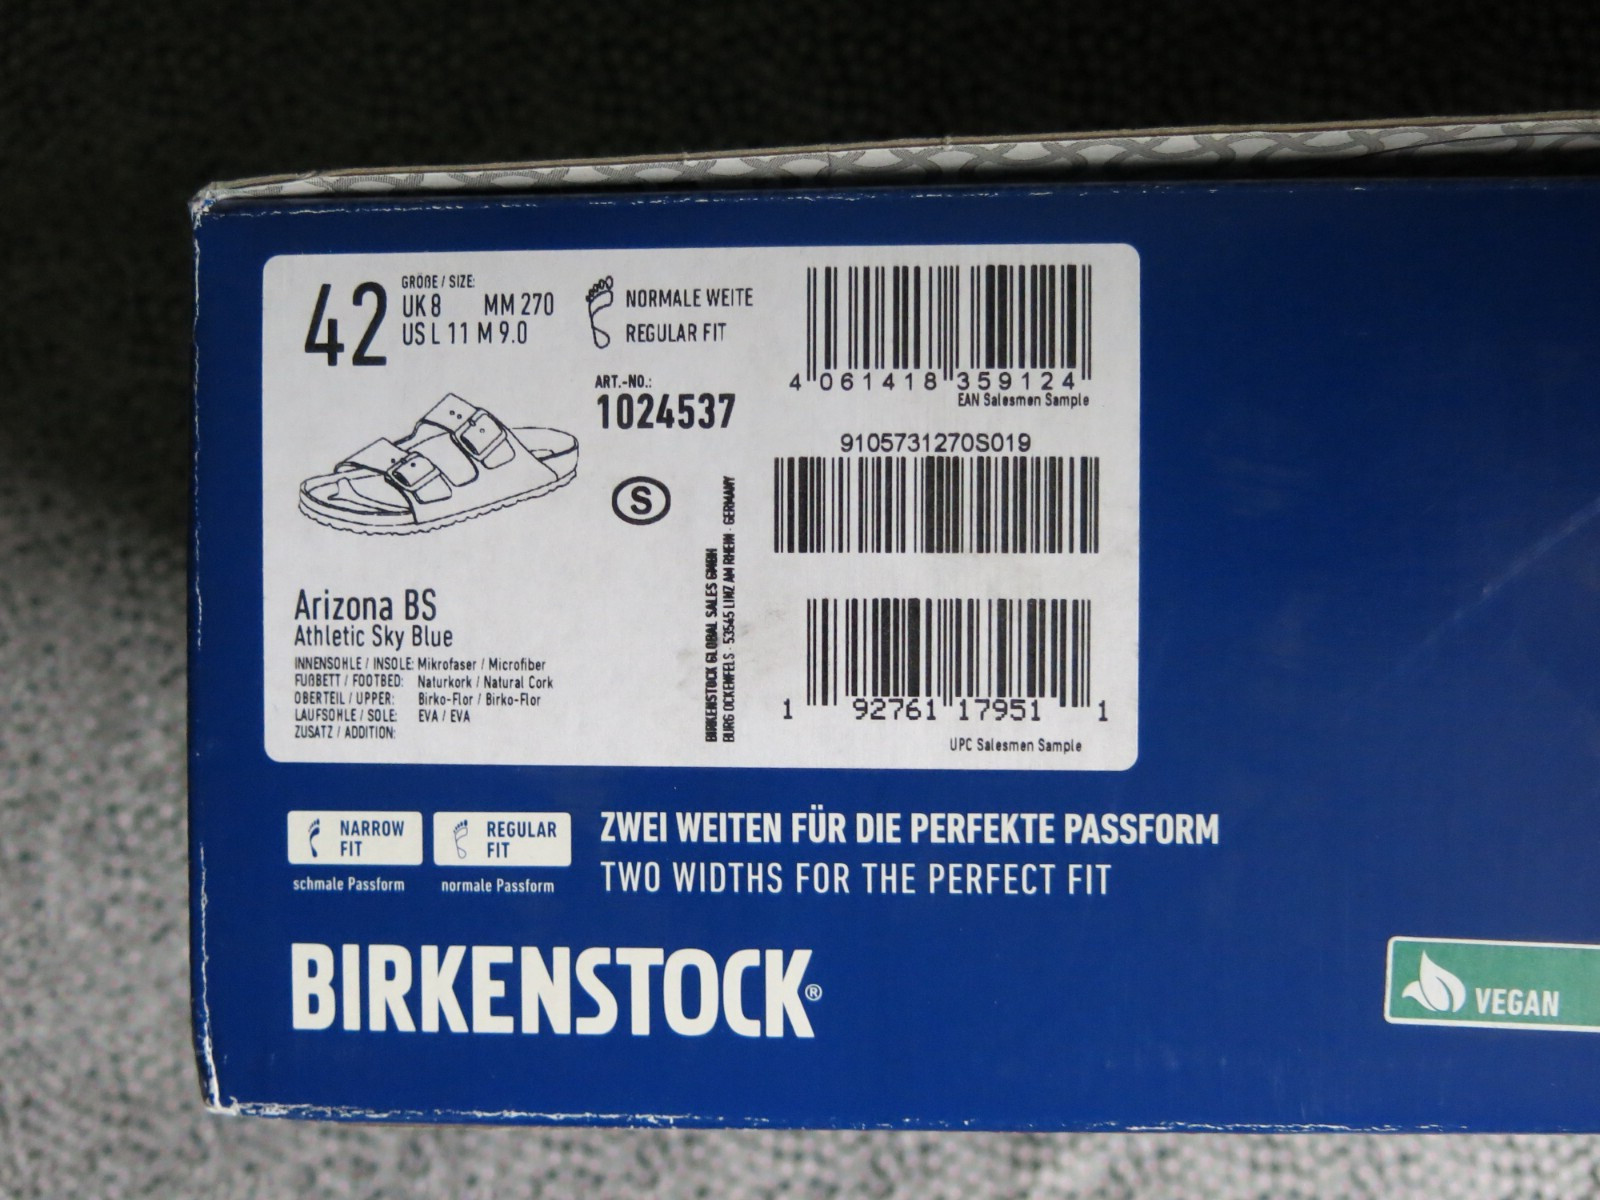 42
GRÖẞE / SIZE:
UK 8 MM 270
US L 11 M 9.0
NORMALE WEITE
REGULAR FIT
ART.-NO.:
1024537
S
4 061418 359124
EAN Salesmen Sample
9105731270S019
1 92761 17951 1
UPC Salesmen Sample
BIRKENSTOCK GLOBAL SALES GMBH
BURG OCKENFELS · 53545 LINZ AM RHEIN · GERMANY
Arizona BS
Athletic Sky Blue
INNENSOHLE / INSOLE: Mikrofaser / Microfiber
FUẞBETT / FOOTBED: Naturkork / Natural Cork
OBERTEIL / UPPER: Birko-Flor / Birko-Flor
LAUFSOHLE / SOLE: EVA / EVA
ZUSATZ / ADDITION:
NARROW FIT
schmale Passform
REGULAR FIT
normale Passform
ZWEI WEITEN FÜR DIE PERFEKTE PASSFORM
TWO WIDTHS FOR THE PERFECT FIT
BIRKENSTOCK®
VEGAN